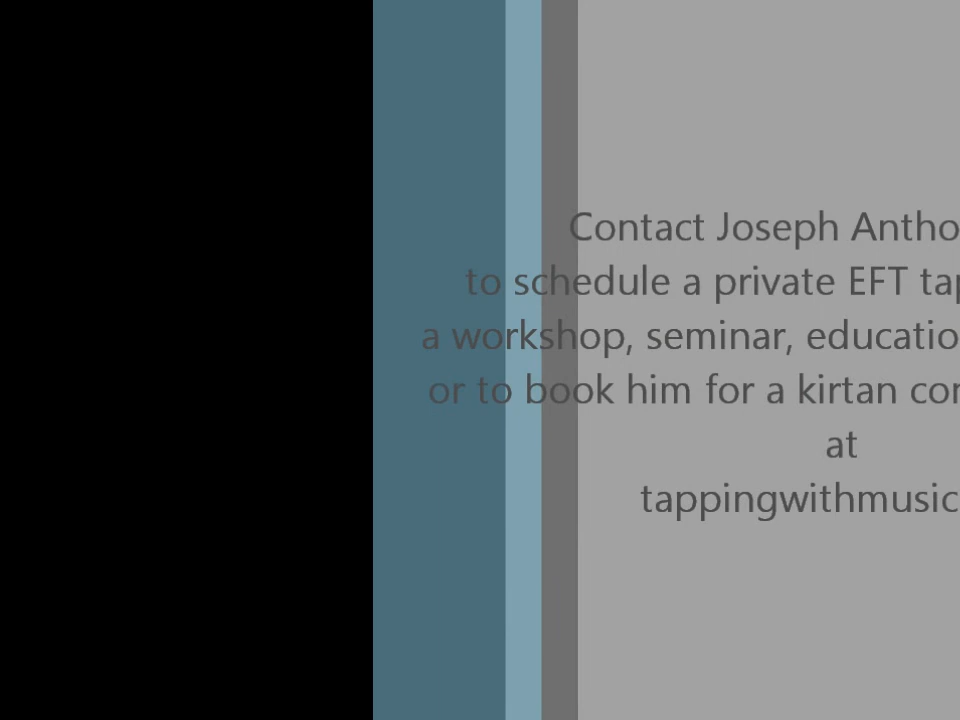 Contact Joseph Antho
to schedule a private EFT tap
a workshop, seminar, educatio
or to book him for a kirtan con
at
tappingwithmusic